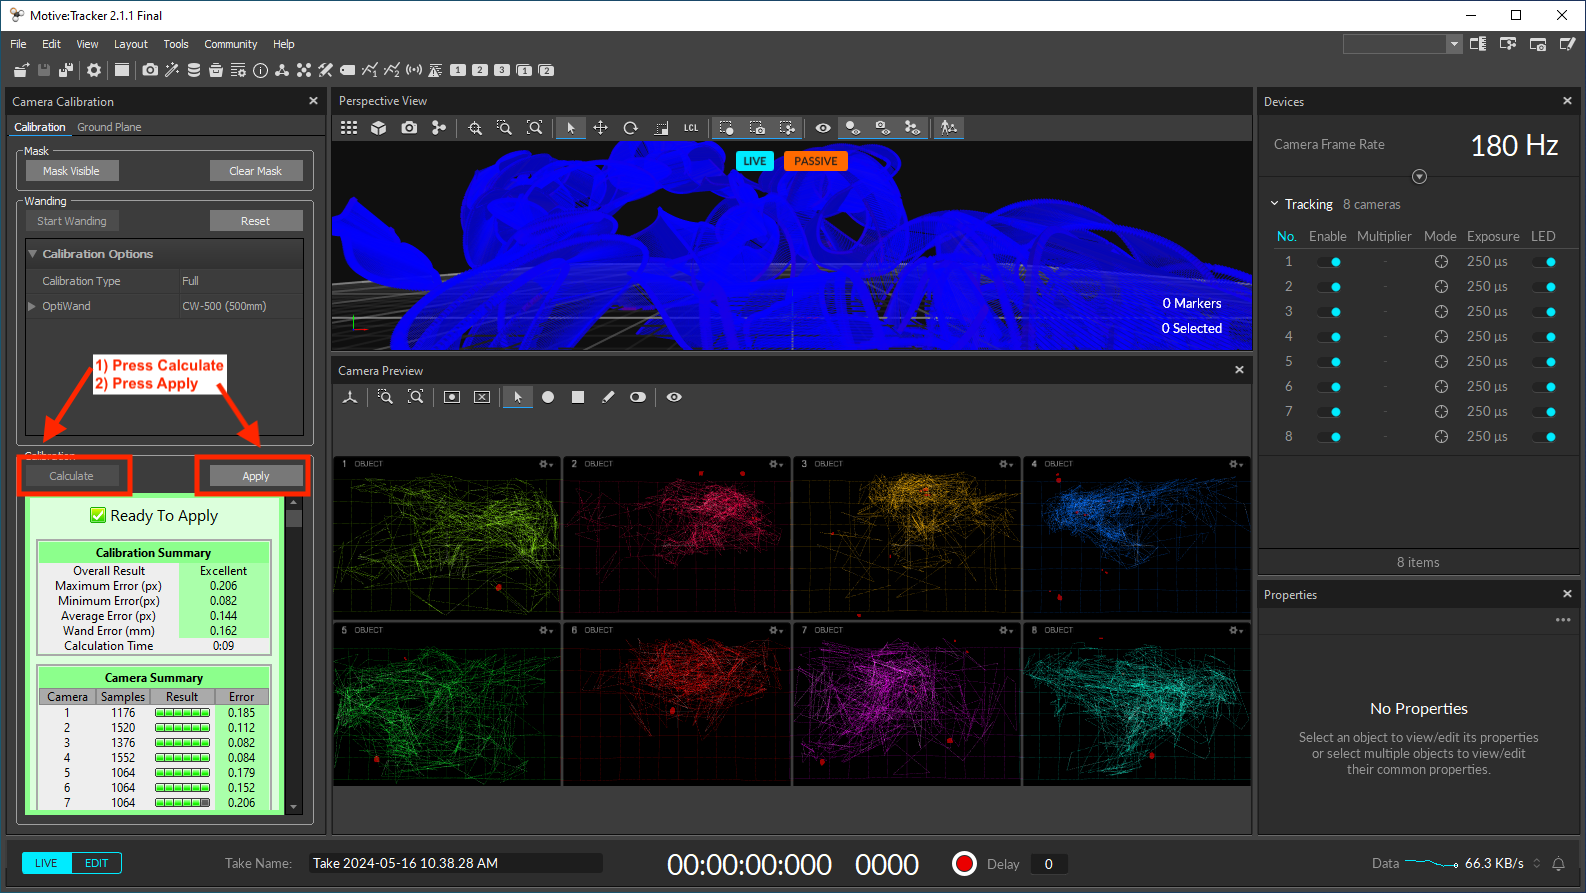 Motive:Tracker 2.1.1 Final
File Edit View Layout Tools Community Help
1 2 3 1 2
Camera Calibration
Calibration Ground Plane
Mask
Mask Visible Clear Mask
Wanding
Start Wanding Reset
Calibration Options
Calibration Type Full
OptiWand CW-500 (500mm)
1) Press Calculate
2) Press Apply
Calibration
Calculate Apply
Ready To Apply
Calibration Summary
Overall Result Excellent
Maximum Error (px) 0.206
Minimum Error(px) 0.082
Average Error (px) 0.144
Wand Error (mm) 0.162
Calculation Time 0:09
Camera Summary
Camera Samples Result Error
1 1176 0.185
2 1520 0.112
3 1376 0.082
4 1552 0.084
5 1064 0.179
6 1064 0.152
7 1064 0.206
Perspective View
LCL
LIVE PASSIVE
0 Markers
0 Selected
Camera Preview
1 OBJECT
2 OBJECT
3 OBJECT
4 OBJECT
5 OBJECT
6 OBJECT
7 OBJECT
8 OBJECT
Devices
Camera Frame Rate 180 Hz
Tracking 8 cameras
No. Enable Multiplier Mode Exposure LED
1 - 250 µs
2 - 250 µs
3 - 250 µs
4 - 250 µs
5 - 250 µs
6 - 250 µs
7 - 250 µs
8 - 250 µs
8 items
Properties
No Properties
Select an object to view/edit its properties
or select multiple objects to view/edit
their common properties.
LIVE EDIT
Take Name: Take 2024-05-16 10.38.28 AM
00:00:00:000 0000
Delay 0
Data 66.3 KB/s